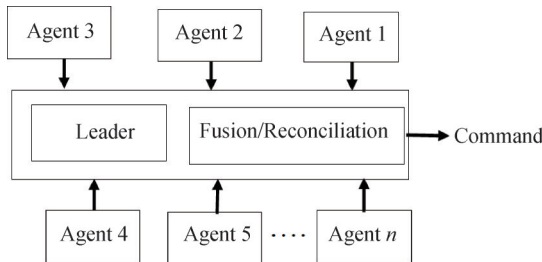 Agent 3
Agent 2
Agent 1
Leader
Fusion/Reconciliation
Command
Agent 4
Agent 5
....
Agent n